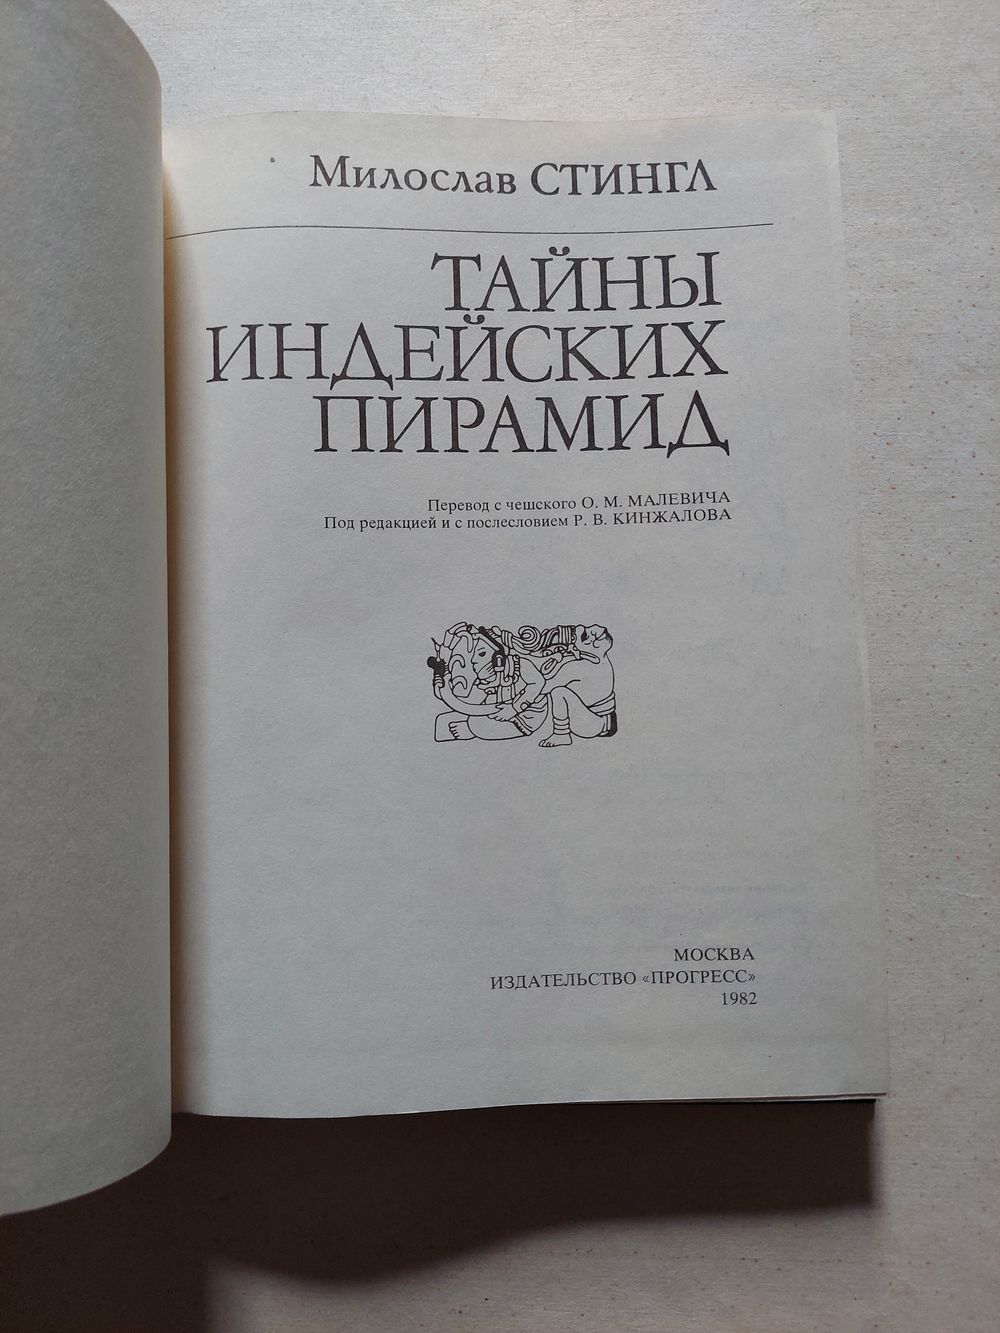 Милослав СТИНГЛ
ТАЙНЫ
ИНДЕЙСКИХ
ПИРАМИД
Перевод с чешского О. М. МАЛЕВИЧА
Под редакцией и с послесловием Р. В. КИНЖАЛОВА
МОСКВА
ИЗДАТЕЛЬСТВО «ПРОГРЕСС»
1982